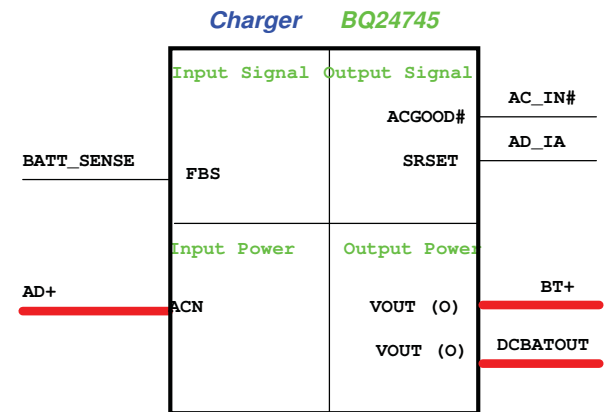 Charger BQ24745
Input Signal Output Signal
AC_IN#
ACGOOD#
AD_IA
BATT_SENSE
SRSET
FBS
Input Power Output Power
AD+
BT+
ACN
VOUT (O)
DCBATOUT
VOUT (O)